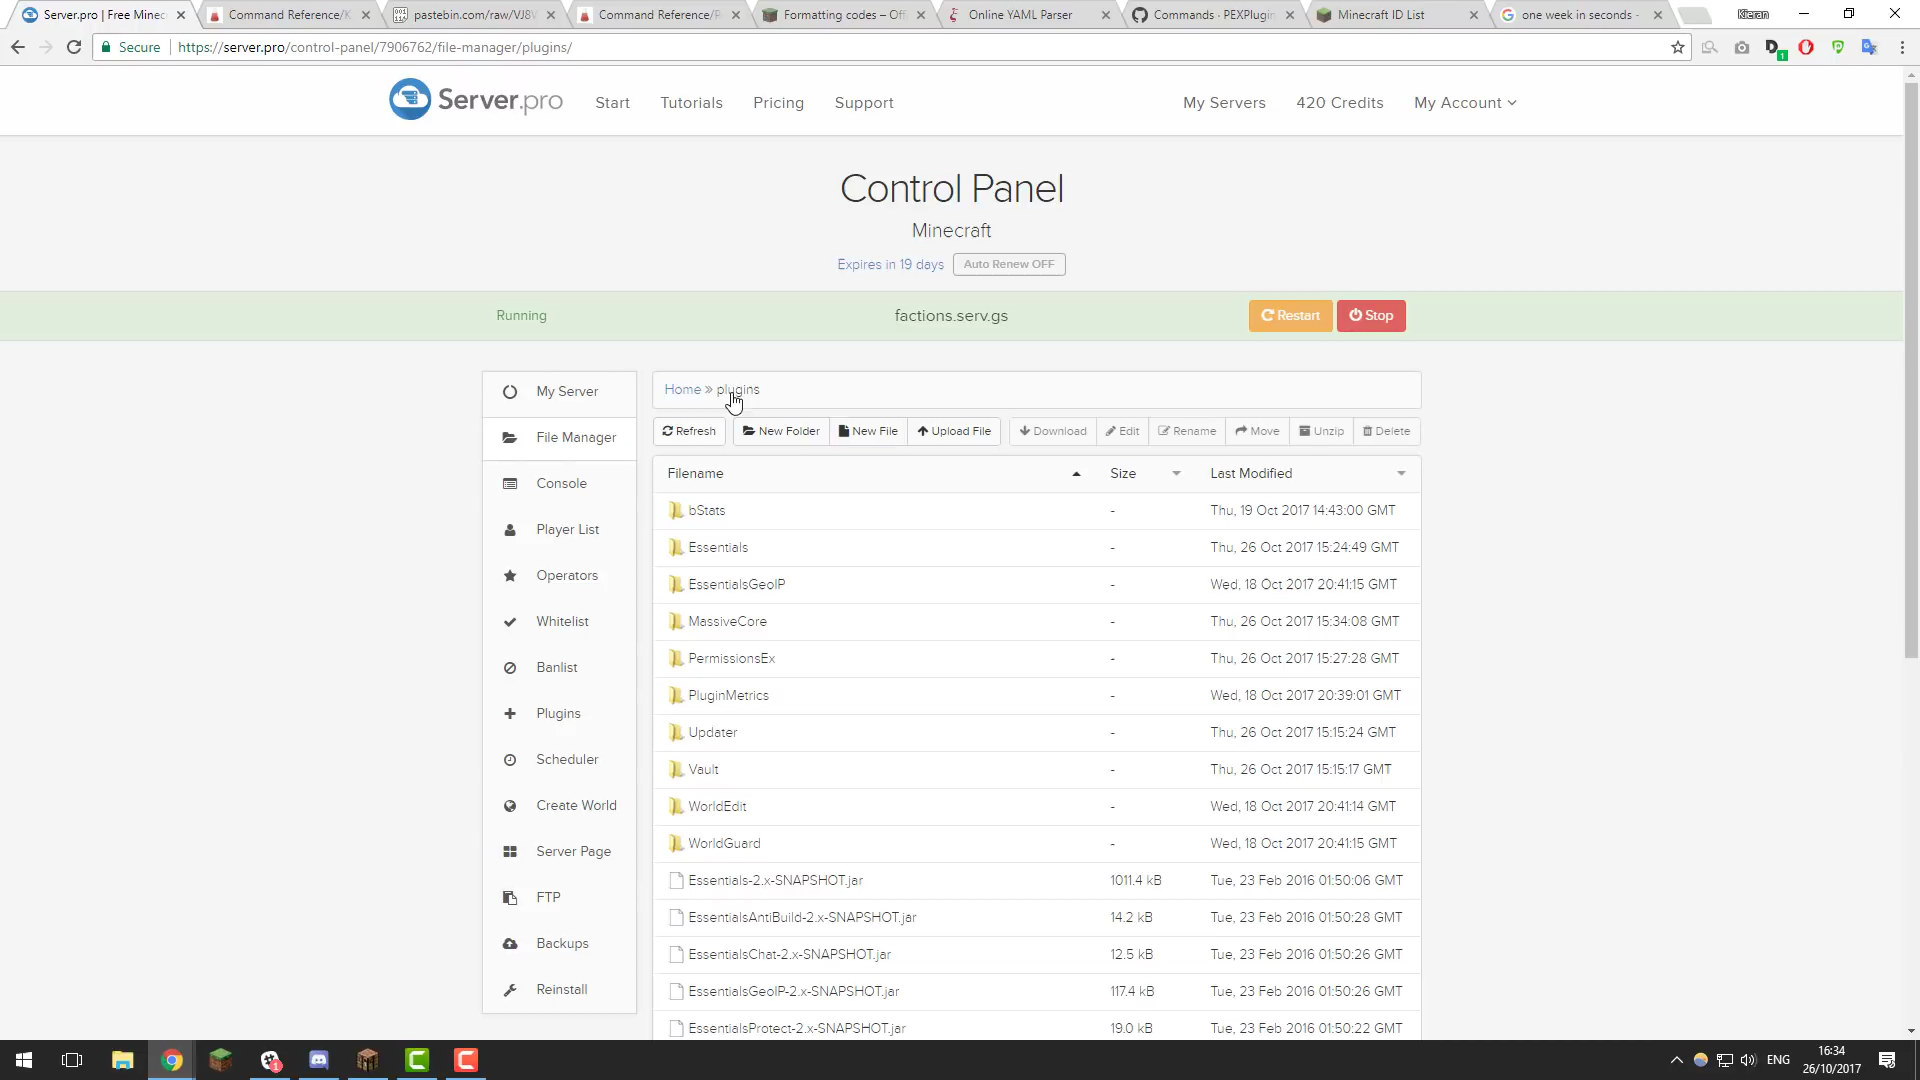 Server.pro | Free Minec
Command Reference/K
pastebin.com/raw/VJ8V
Command Reference/P
Formatting codes – Offi
Online YAML Parser
Commands · PEXPlugin
Minecraft ID List
one week in seconds -
Kieran
Secure
https://server.pro/control-panel/7906762/file-manager/plugins/
1
Server.pro
Start
Tutorials
Pricing
Support
My Servers
420 Credits
My Account
Control Panel
Minecraft
Expires in 19 days
Auto Renew OFF
Running
factions.serv.gs
Restart
Stop
My Server
File Manager
Console
Player List
Operators
Whitelist
Banlist
Plugins
Scheduler
Create World
Server Page
FTP
Backups
Reinstall
Home » plugins
Refresh
New Folder
New File
Upload File
Download
Edit
Rename
Move
Unzip
Delete
Filename Size Last Modified
bStats - Thu, 19 Oct 2017 14:43:00 GMT
Essentials - Thu, 26 Oct 2017 15:24:49 GMT
EssentialsGeoIP - Wed, 18 Oct 2017 20:41:15 GMT
MassiveCore - Thu, 26 Oct 2017 15:34:08 GMT
PermissionsEx - Thu, 26 Oct 2017 15:27:28 GMT
PluginMetrics - Wed, 18 Oct 2017 20:39:01 GMT
Updater - Thu, 26 Oct 2017 15:15:24 GMT
Vault - Thu, 26 Oct 2017 15:15:17 GMT
WorldEdit - Wed, 18 Oct 2017 20:41:14 GMT
WorldGuard - Wed, 18 Oct 2017 20:41:15 GMT
Essentials-2.x-SNAPSHOT.jar 1011.4 kB Tue, 23 Feb 2016 01:50:06 GMT
EssentialsAntiBuild-2.x-SNAPSHOT.jar 14.2 kB Tue, 23 Feb 2016 01:50:28 GMT
EssentialsChat-2.x-SNAPSHOT.jar 12.5 kB Tue, 23 Feb 2016 01:50:26 GMT
EssentialsGeoIP-2.x-SNAPSHOT.jar 117.4 kB Tue, 23 Feb 2016 01:50:26 GMT
EssentialsProtect-2.x-SNAPSHOT.jar 19.0 kB Tue, 23 Feb 2016 01:50:22 GMT
ENG
16:34
26/10/2017